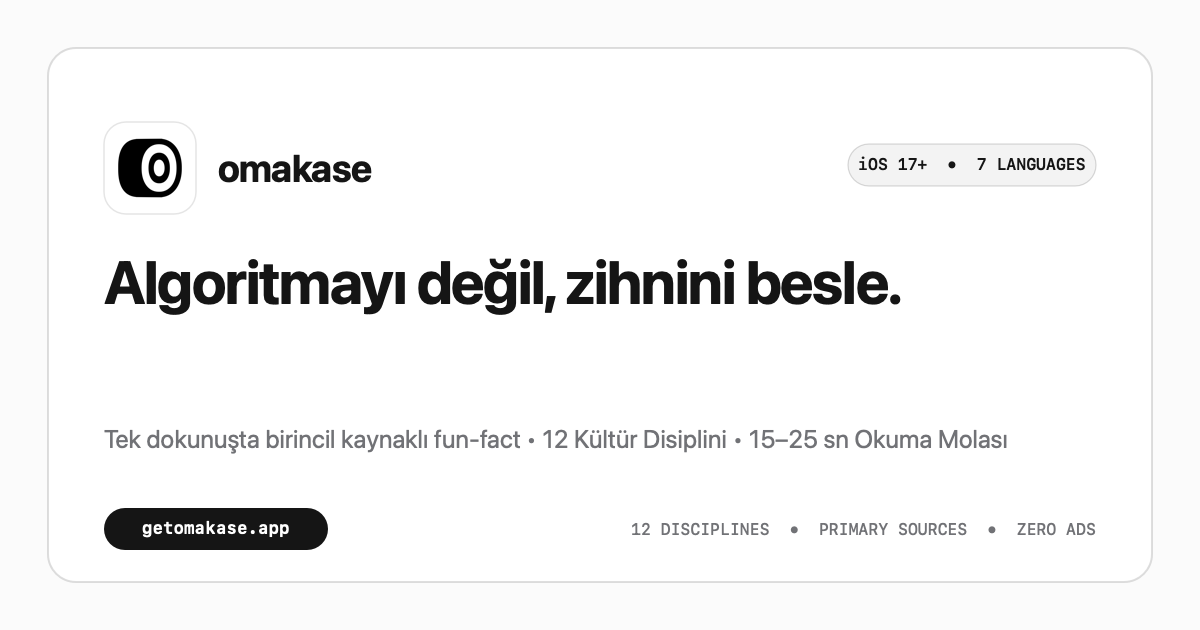 omakase
iOS 17+ • 7 LANGUAGES
Algoritmayı değil, zihnini besle.
Tek dokunuşta birincil kaynaklı fun-fact • 12 Kültür Disiplini • 15–25 sn Okuma Molası
getomakase.app
12 DISCIPLINES • PRIMARY SOURCES • ZERO ADS